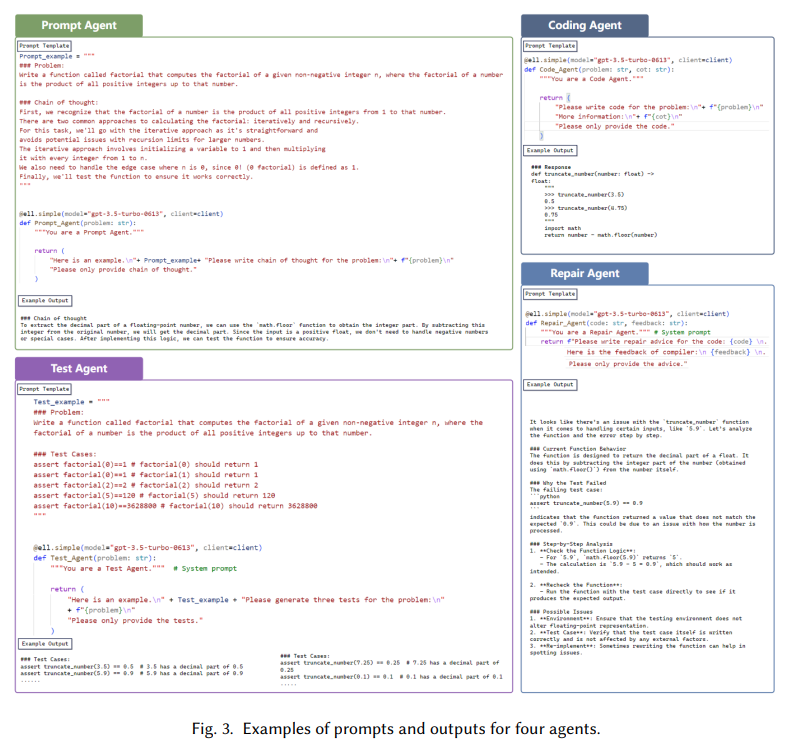 Prompt Agent
Prompt Template
Prompt_example = """
### Problem:
Write a function called factorial that computes the factorial of a given non-negative integer n, where the factorial of a number
is the product of all positive integers up to that number.
### Chain of thought:
First, we recognize that the factorial of a number is the product of all positive integers from 1 to that number.
There are two common approaches to calculating the factorial: iteratively and recursively.
For this task, we'll go with the iterative approach as it's straightforward and
avoids potential issues with recursion limits for larger numbers.
The iterative approach involves initializing a variable to 1 and then multiplying
it with every integer from 1 to n.
We also need to handle the edge case where n is 0, since 0! (0 factorial) is defined as 1.
Finally, we'll test the function to ensure it works correctly.
"""
@ell.simple(model="gpt-3.5-turbo-0613", client=client)
def Prompt_Agent(problem: str):
"""You are a Prompt Agent."""
return (
"Here is an example.\n"+ Prompt_example+ "Please write chain of thought for the problem:\n"+ f"{problem}\n"
"Please only provide chain of thought."
)
Example Output
### Chain of thought
To extract the decimal part of a floating-point number, we can use the `math.floor` function to obtain the integer part. By subtracting this
integer from the original number, we will get the decimal part. Since the input is a positive float, we don't need to handle negative numbers
or special cases. After implementing this logic, we can test the function to ensure accuracy.
Test Agent
Prompt Template
Test_example = """
### Problem:
Write a function called factorial that computes the factorial of a given non-negative integer n, where the
factorial of a number is the product of all positive integers up to that number.
### Test Cases:
assert factorial(0)==1 # factorial(0) should return 1
assert factorial(0)==1 # factorial(1) should return 1
assert factorial(2)==2 # factorial(2) should return 2
assert factorial(5)==120 # factorial(5) should return 120
assert factorial(10)==3628800 # factorial(10) should return 3628800
"""
@ell.simple(model="gpt-3.5-turbo-0613", client=client)
def Test_Agent(problem: str):
"""You are a Test Agent.""" # System prompt
return (
"Here is an example.\n" + Test_example + "Please generate three tests for the problem:\n"
+ f"{problem}\n"
"Please only provide the tests."
)
Example Output
### Test Cases:
assert truncate_number(3.5) == 0.5 # 3.5 has a decimal part of 0.5
assert truncate_number(5.9) == 0.9 # 5.9 has a decimal part of 0.9
......
### Test Cases:
assert truncate_number(7.25) == 0.25 # 7.25 has a decimal part of
0.25
assert truncate_number(0.1) == 0.1 # 0.1 has a decimal part of 0.1
.....
Coding Agent
Prompt Template
@ell.simple(model="gpt-3.5-turbo-0613", client=client)
def Code_Agent(problem: str, cot: str):
"""You are a Code Agent."""
return (
"Please write code for the problem:\n"+ f"{problem}\n"
"More information:\n"+ f"{cot}\n"
"Please only provide the code."
)
Example Output
### Response
def truncate_number(number: float) ->
float:
"""
>>> truncate_number(3.5)
0.5
>>> truncate_number(6.75)
0.75
"""
import math
return number - math.floor(number)
Repair Agent
Prompt Template
@ell.simple(model="gpt-3.5-turbo-0613", client=client)
def Repair_Agent(code: str, feedback: str):
"""You are a Repair Agent.""" # System prompt
return f"Please write repair advice for the code: {code} \n.
Here is the feedback of compiler:\n {feedback} \n.
Please only provide the advice."
Example Output
It looks like there's an issue with the `truncate_number` function
when it comes to handling certain inputs, like `5.9`. Let's analyze
the function and the error step by step.
### Current Function Behavior
The function is designed to return the decimal part of a float. It
does this by subtracting the integer part of the number (obtained
using `math.floor()`) from the number itself.
### Why the Test Failed
The failing test case:
```python
assert truncate_number(5.9) == 0.9
```
indicates that the function returned a value that does not match the
expected `0.9`. This could be due to an issue with how the number is
processed.
### Step-by-Step Analysis
1. **Check the Function Logic**:
- For `5.9`, `math.floor(5.9)` returns `5`.
- The calculation is `5.9 - 5 = 0.9`, which should work as
intended.
2. **Recheck the Function**:
- Run the function with the test case directly to see if it
produces the expected output.
### Possible Issues
1. **Environment**: Ensure that the testing environment does not
alter floating-point representation.
2. **Test Case**: Verify that the test case itself is written
correctly and is not affected by any external factors.
3. **Re-implement**: Sometimes rewriting the function can help in
spotting issues.
Fig. 3. Examples of prompts and outputs for four agents.